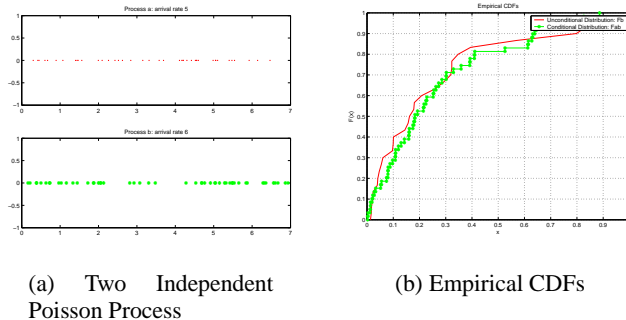 Process a: arrival rate 5
1
0.5
0
−0.5
−1
0 1 2 3 4 5 6 7
Process b: arrival rate 6
1
0.5
0
−0.5
−1
0 1 2 3 4 5 6 7
(a) Two Independent
Poisson Process
Empirical CDFs
Unconditional Distribution: Fb
Conditional Distribution: Fab
1
0.9
0.8
0.7
0.6
0.5
0.4
0.3
0.2
0.1
0
F(x)
0 0.1 0.2 0.3 0.4 0.5 0.6 0.7 0.8 0.9
x
(b) Empirical CDFs